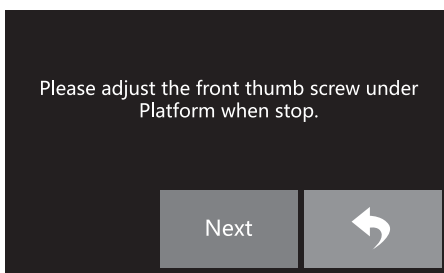 Please adjust the front thumb screw under
Platform when stop.
Next